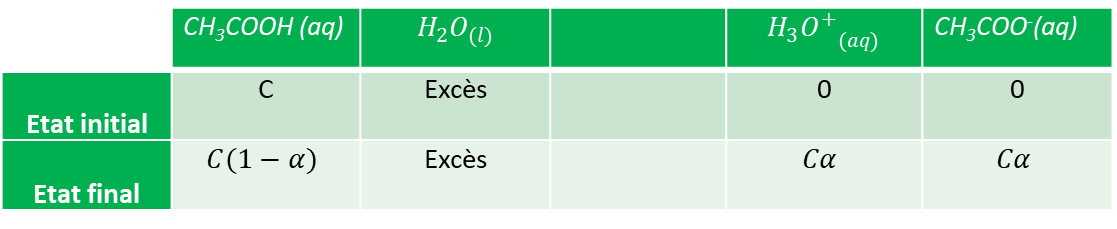 CH₃COOH (aq) H₂O₍ₗ₎ H₃O⁺ ₍aq₎ CH₃COO⁻(aq)
Etat initial C Excès 0 0
Etat final C(1 − α) Excès Cα Cα